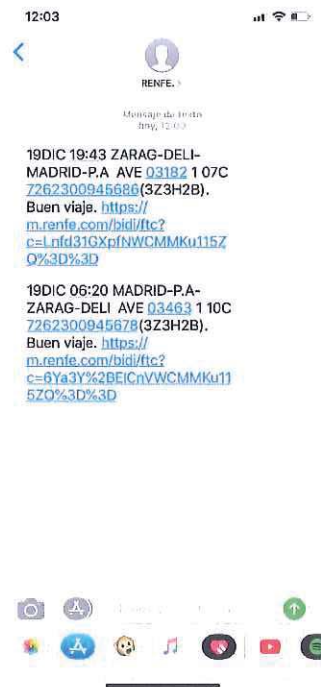 12:03
RENFE.
Mensaje de texto
hoy, 12:03
19DIC 19:43 ZARAG-DELI-
MADRID-P.A AVE 03182 1 07C
7262300945686(3Z3H2B).
Buen viaje. https://
m.renfe.com/bidi/ftc?
c=Lnfd31GXpfNWCMMKu115Z
Q%3D%3D
19DIC 06:20 MADRID-P.A-
ZARAG-DELI AVE 03463 1 10C
7262300945678(3Z3H2B).
Buen viaje. https://
m.renfe.com/bidi/ftc?
c=6Ya3Y%2BEICnVWCMMKu11
5ZQ%3D%3D